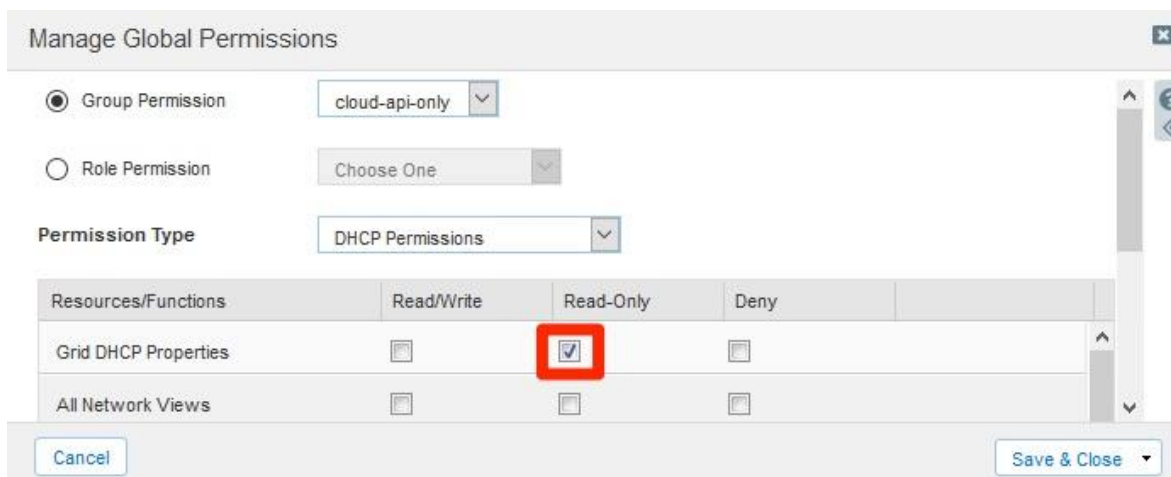 Manage Global Permissions
Group Permission cloud-api-only
Role Permission Choose One
Permission Type DHCP Permissions
Resources/Functions Read/Write Read-Only Deny
Grid DHCP Properties
All Network Views
Cancel Save & Close